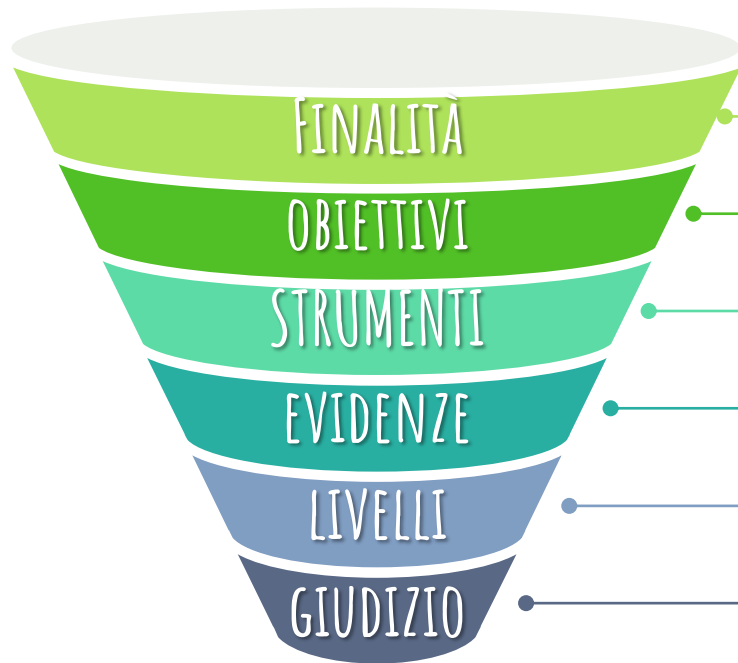 FINALITÀ
OBIETTIVI
STRUMENTI
EVIDENZE
LIVELLI
GIUDIZIO